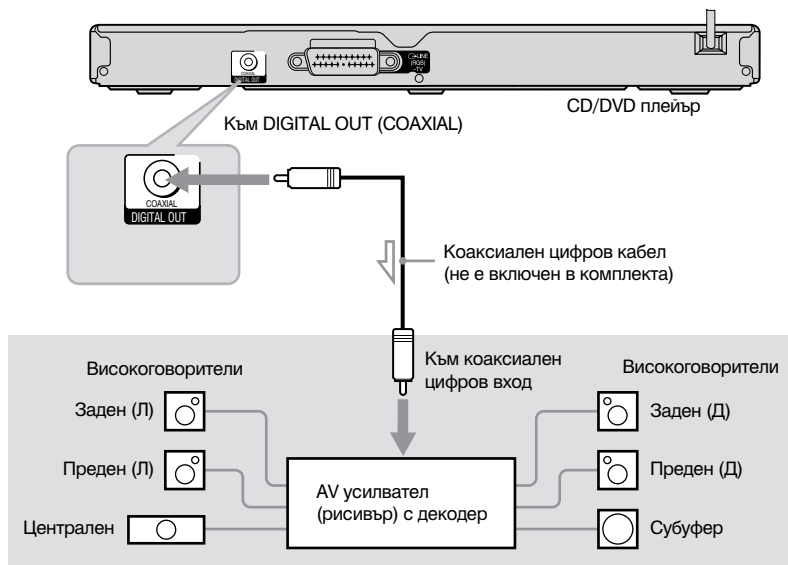 COAXIAL
DIGITAL OUT
LINE
(RGB)
-TV
CD/DVD плейър
Към DIGITAL OUT (COAXIAL)
COAXIAL
DIGITAL OUT
Коаксиален цифров кабел
(не е включен в комплекта)
Към коаксиален
цифров вход
Високоговорители
Високоговорители
Заден (Л)
Заден (Д)
Преден (Л)
Преден (Д)
AV усилвател
(рисивър) с декодер
Централен
Субуфер